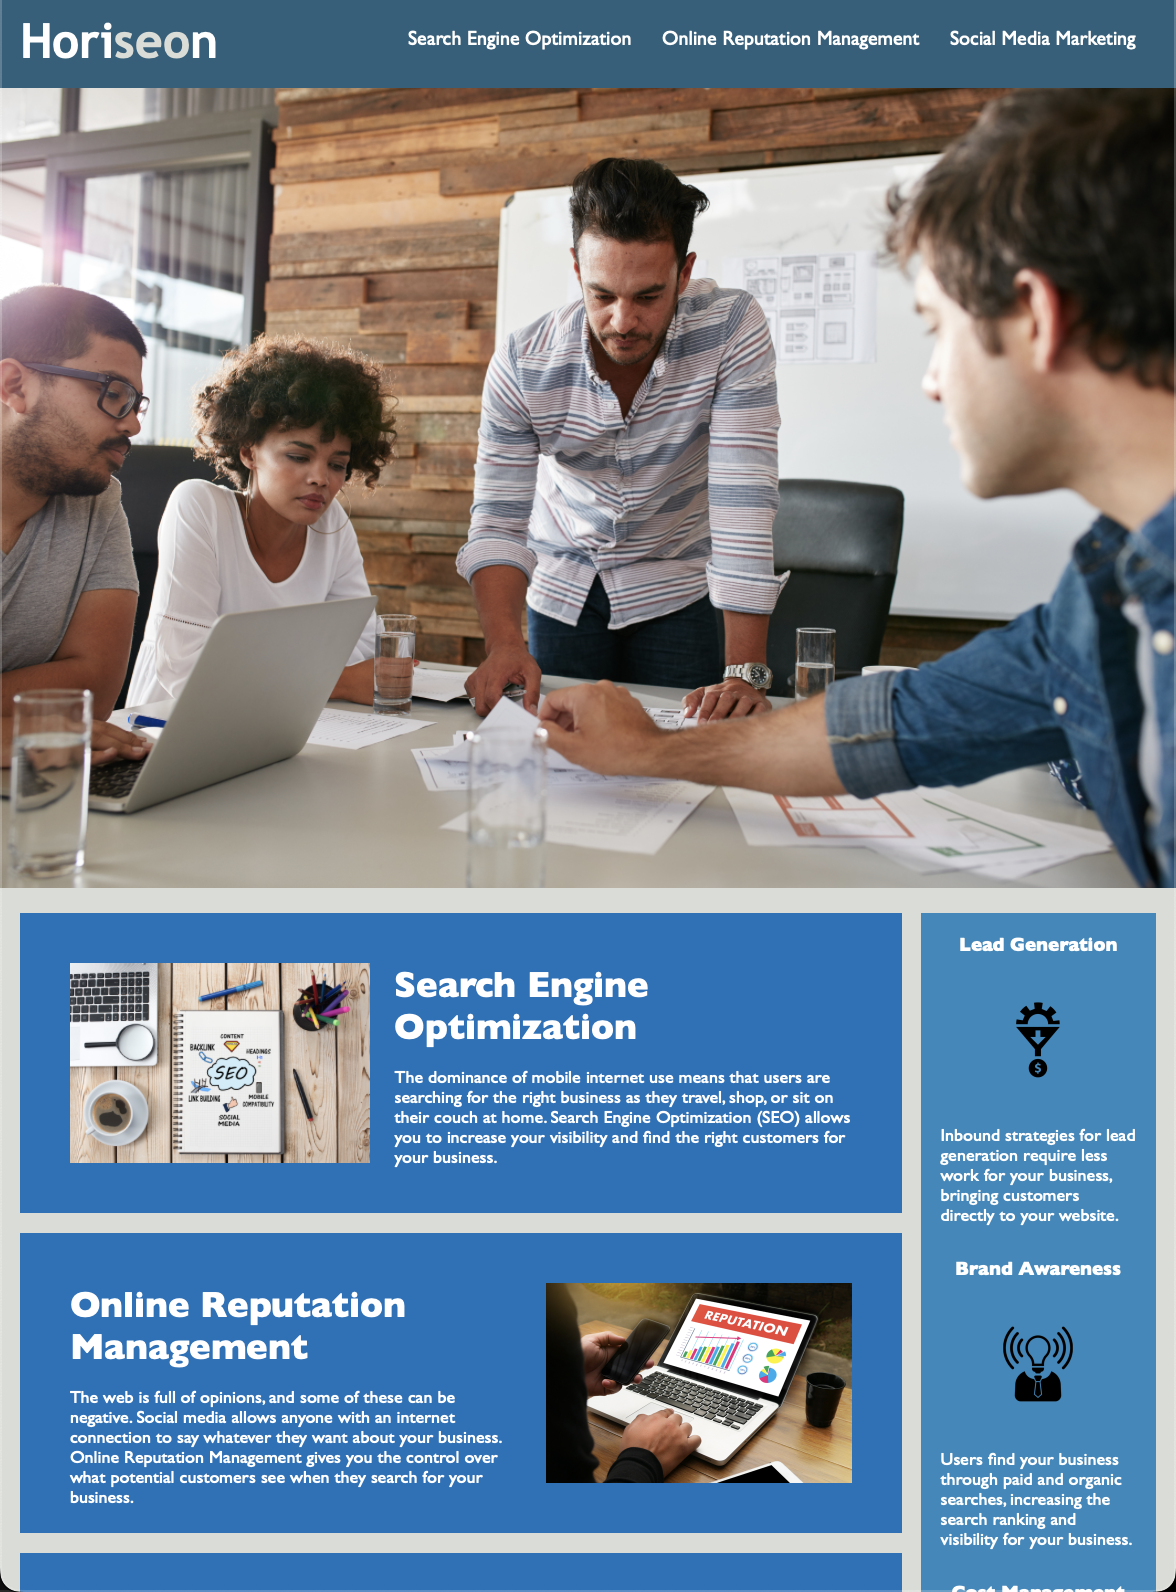 Horiseon
Search Engine Optimization
Online Reputation Management
Social Media Marketing
CONTENT
BACKLINK
HEADINGS
SEO
LINK BUILDING
MOBILE
COMPATIBILITY
SOCIAL
MEDIA
Search Engine
Optimization
The dominance of mobile internet use means that users are
searching for the right business as they travel, shop, or sit on
their couch at home. Search Engine Optimization (SEO) allows
you to increase your visibility and find the right customers for
your business.
Online Reputation
Management
The web is full of opinions, and some of these can be
negative. Social media allows anyone with an internet
connection to say whatever they want about your business.
Online Reputation Management gives you the control over
what potential customers see when they search for your
business.
REPUTATION
Lead Generation
$
Inbound strategies for lead
generation require less
work for your business,
bringing customers
directly to your website.
Brand Awareness
Users find your business
through paid and organic
searches, increasing the
search ranking and
visibility for your business.
Cost Management